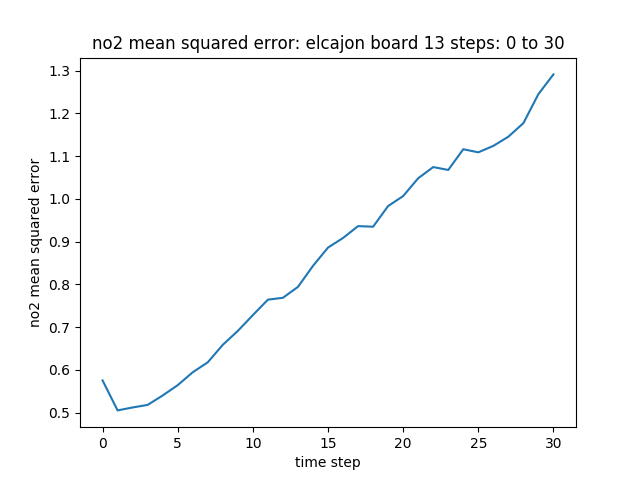 no2 mean squared error: elcajon board 13 steps: 0 to 30
no2 mean squared error
1.3
1.2
1.1
1.0
0.9
0.8
0.7
0.6
0.5
0 5 10 15 20 25 30
time step